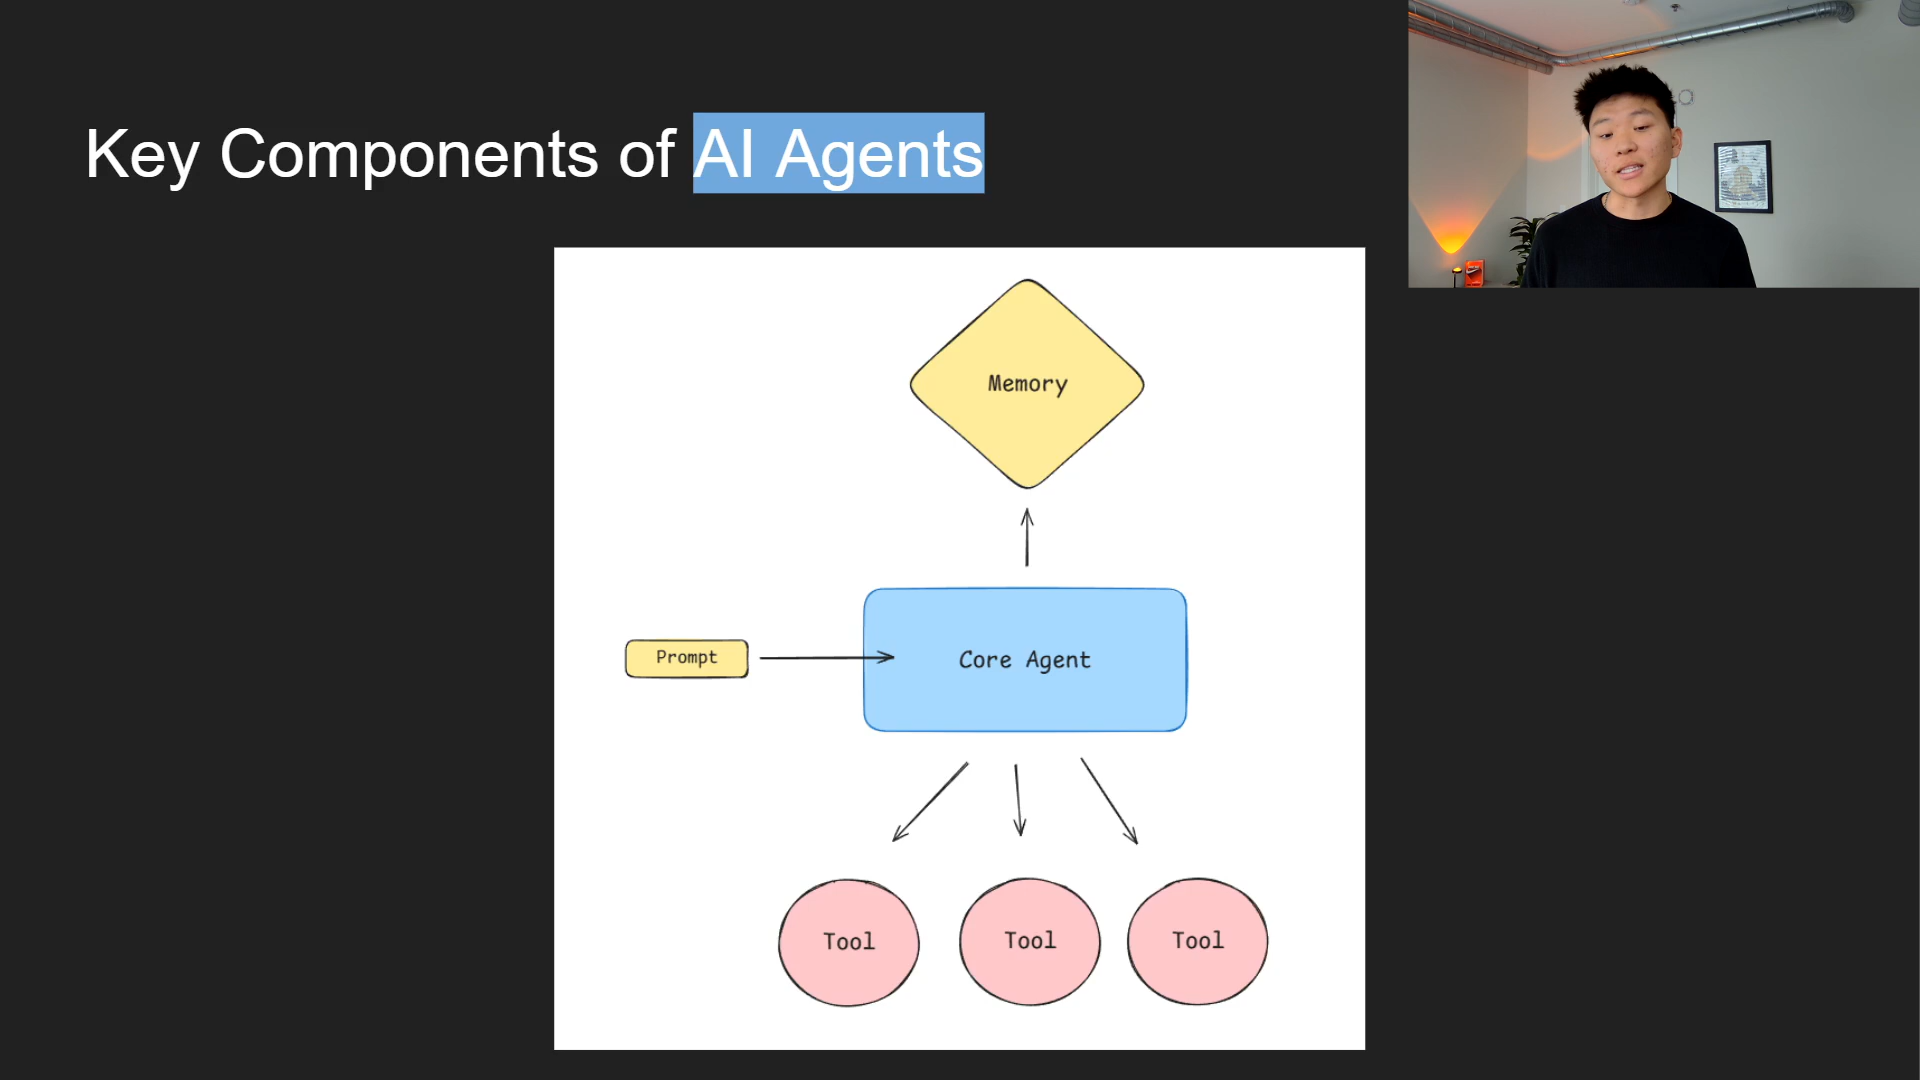 Key Components of AI Agents
Memory
Prompt
Core Agent
Tool
Tool
Tool